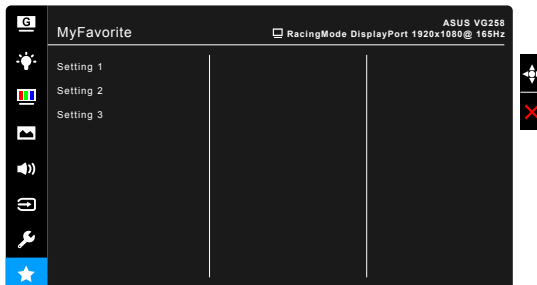 G
ASUS VG258
MyFavorite
RacingMode DisplayPort 1920x1080@ 165Hz
Setting 1
Setting 2
Setting 3